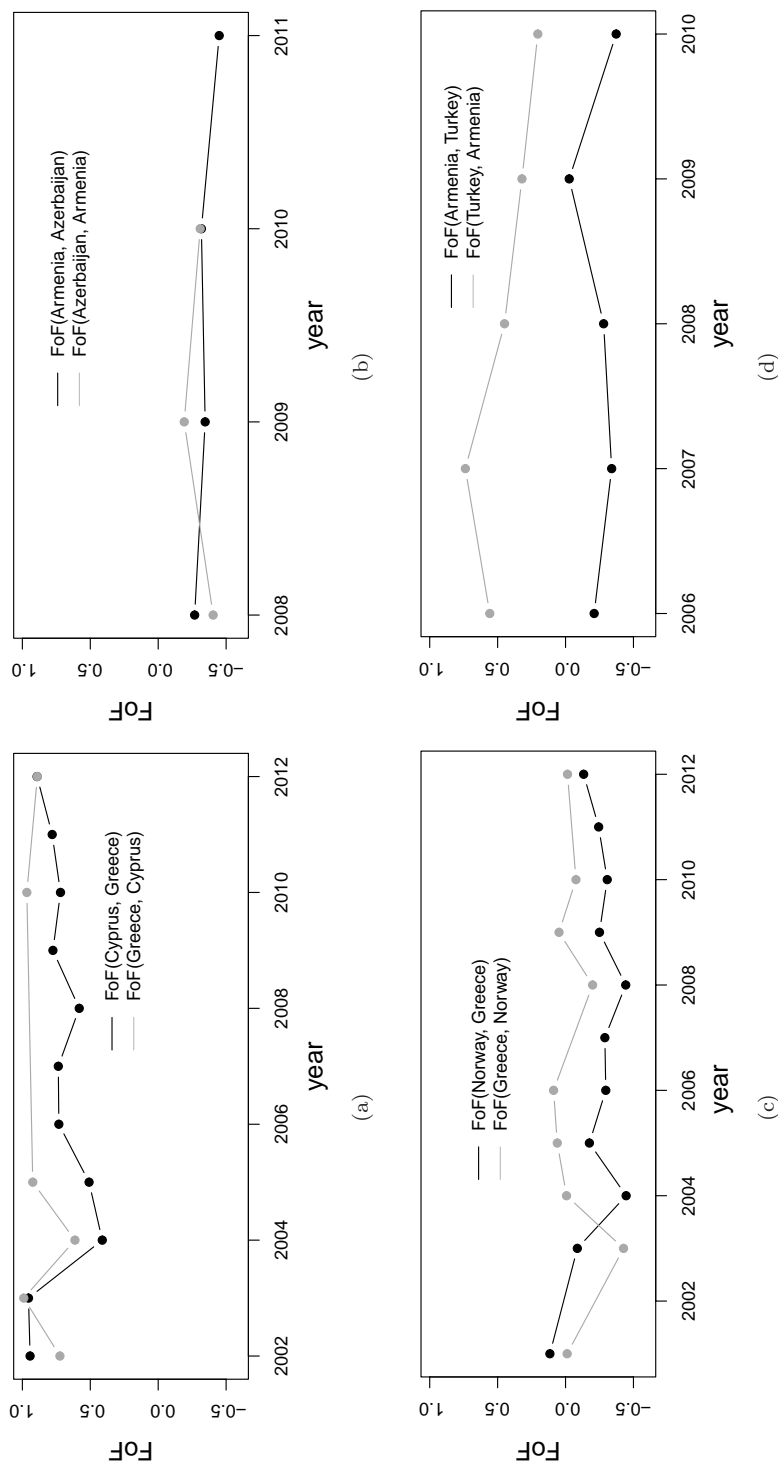 FoF
1.0
0.5
0.0
−0.5
FoF(Cyprus, Greece)
FoF(Greece, Cyprus)
2002
2004
2006
2008
2010
2012
year
(a)
FoF
1.0
0.5
0.0
−0.5
FoF(Armenia, Azerbaijan)
FoF(Azerbaijan, Armenia)
2008
2009
2010
2011
year
(b)
FoF
1.0
0.5
0.0
−0.5
FoF(Norway, Greece)
FoF(Greece, Norway)
2002
2004
2006
2008
2010
2012
year
(c)
FoF
1.0
0.5
0.0
−0.5
FoF(Armenia, Turkey)
FoF(Turkey, Armenia)
2006
2007
2008
2009
2010
year
(d)